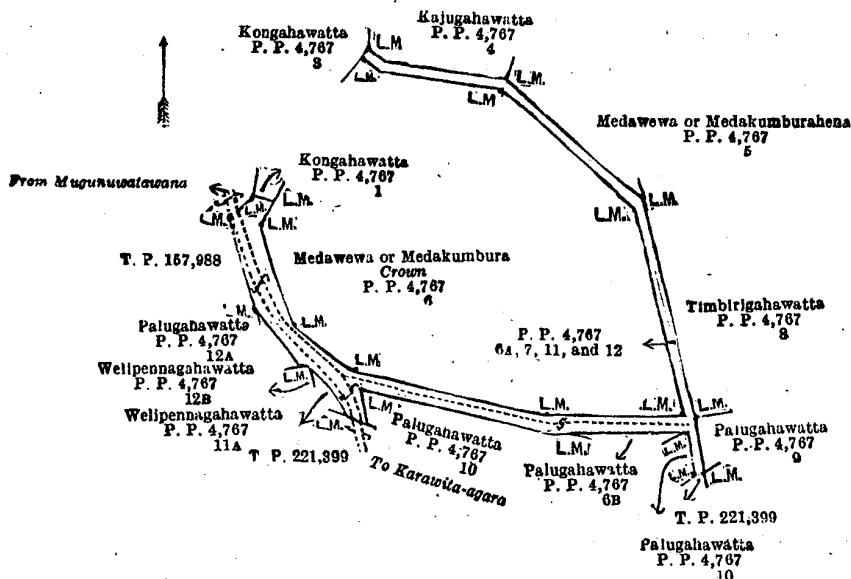 Kongahawatta
P. P. 4,767
3
L.M
L.M.
Kajugahawatta
P. P. 4,767
4
L.M
L.M.
Medawewa or Medakumburahena
P. P. 4,767
5
L.M.
L.M.
From Mugunuwatawana
Kongahawatta
P. P. 4,767
1
L.M.
L.M.
L.M.
L.M.
T. P. 157,988
Medawewa or Medakumbura
Crown
P. P. 4,767
6
L.M.
L.M.
Timbirigahawatta
P. P. 4,767
8
P. P. 4,767
6A, 7, 11, and 12
Palugahawatta
P. P. 4,767
12A
L.M.
Welipennagahawatta
P. P. 4,767
12B
L.M.
Welipennagahawatta
P. P. 4,767
11A
L.M.
L.M
T P. 221,399
Palugahawatta
P. P. 4,767
10
To Karawita-agara
L.M.
L.M.
L.M.
L.M.
Palugahawatta
P. P. 4,767
6B
Palugahawatta
P. P. 4,767
9
L.M.
L.M.
L.M.
T. P. 221,399
Palugahawatta
P. P. 4,767
10